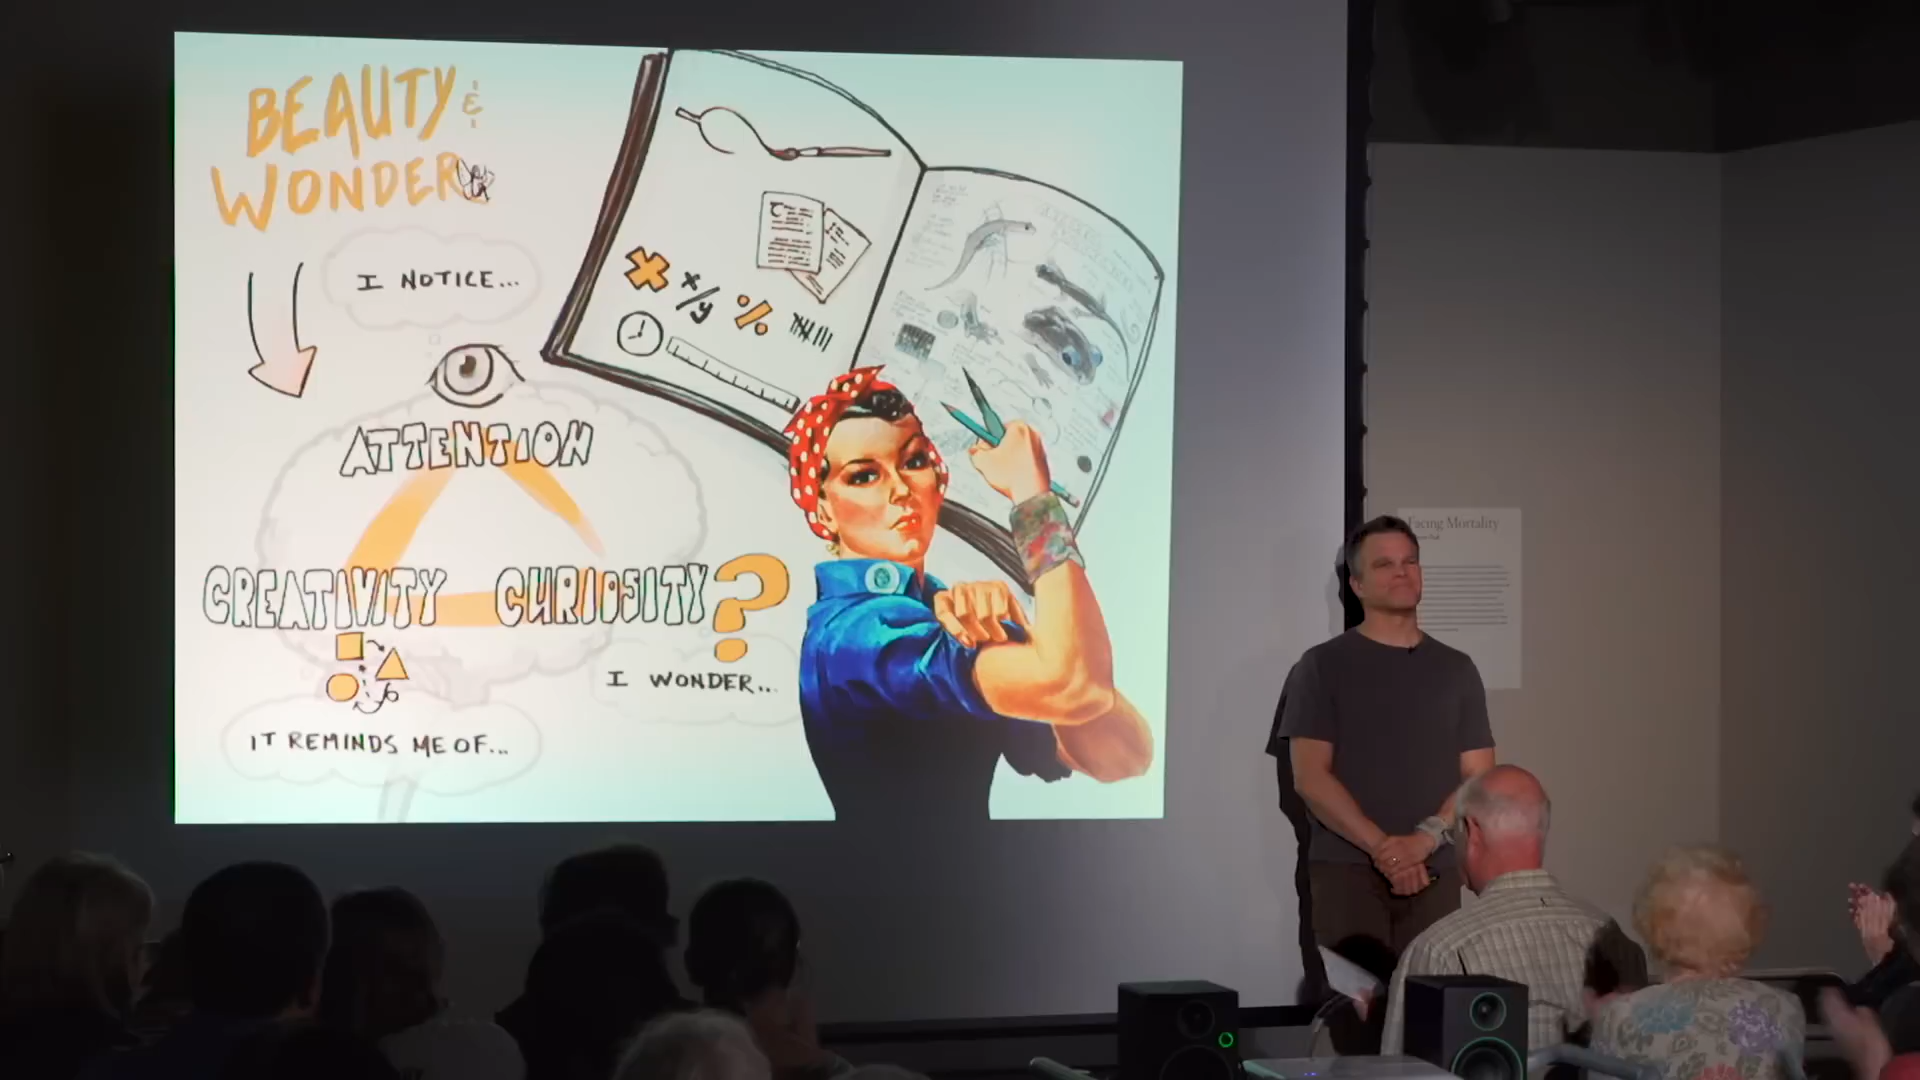 BEAUTY &
WONDER
I NOTICE...
ATTENTION
CREATIVITY CURIOSITY?
I WONDER...
IT REMINDS ME OF...
x/y %
Facing Mortality